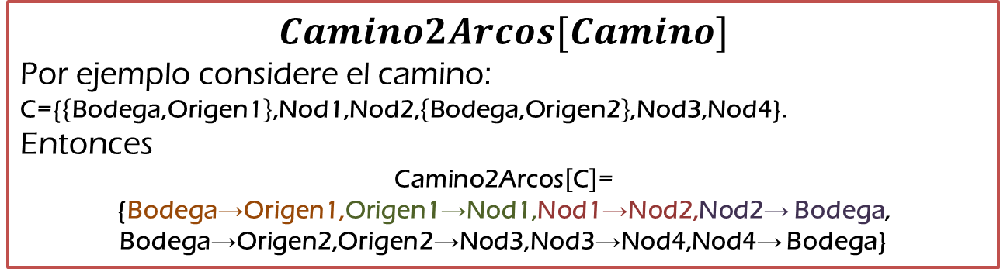 Camino2Arcos[Camino]
Por ejemplo considere el camino:
C={{Bodega,Origen1},Nod1,Nod2,{Bodega,Origen2},Nod3,Nod4}.
Entonces
Camino2Arcos[C]=
{Bodega→Origen1,Origen1→Nod1,Nod1→Nod2,Nod2→ Bodega,
Bodega→Origen2,Origen2→Nod3,Nod3→Nod4,Nod4→ Bodega}